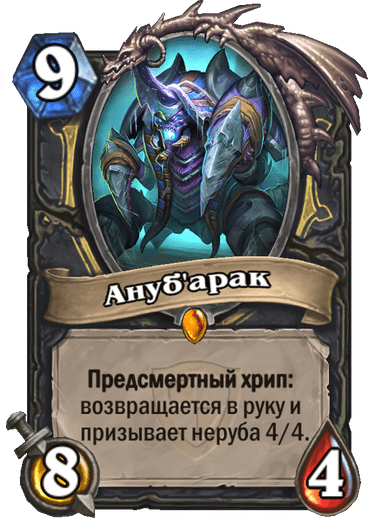 9
Ануб'арак
Предсмертный хрип:
возвращается в руку и
призывает неруба 4/4.
8
4